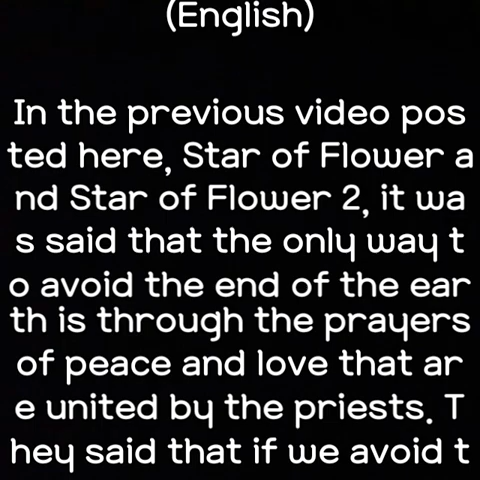 (English)
In the previous video pos
ted here, Star of Flower a
nd Star of Flower 2, it wa
s said that the only way t
o avoid the end of the ear
th is through the prayers
of peace and love that ar
e united by the priests. T
hey said that if we avoid t